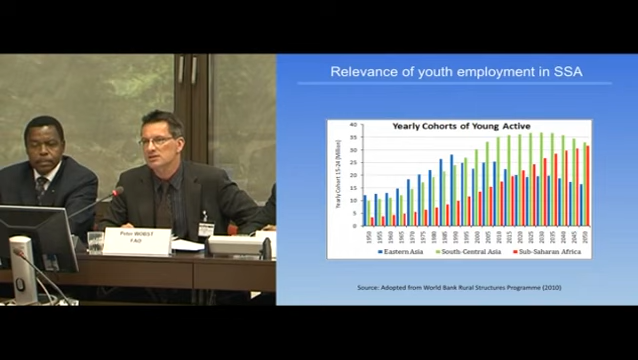 Relevance of youth employment in SSA
Yearly Cohorts of Young Active
Yearly Cohort 15-24 [Million]
40
35
30
25
20
15
10
5
0
1950 1955 1960 1965 1970 1975 1980 1985 1990 1995 2000 2005 2010 2015 2020 2025 2030 2035 2040 2045 2050
Eastern Asia South-Central Asia Sub-Saharan Africa
Source: Adopted from World Bank Rural Structures Programme (2010)
Peter WOBST
FAO